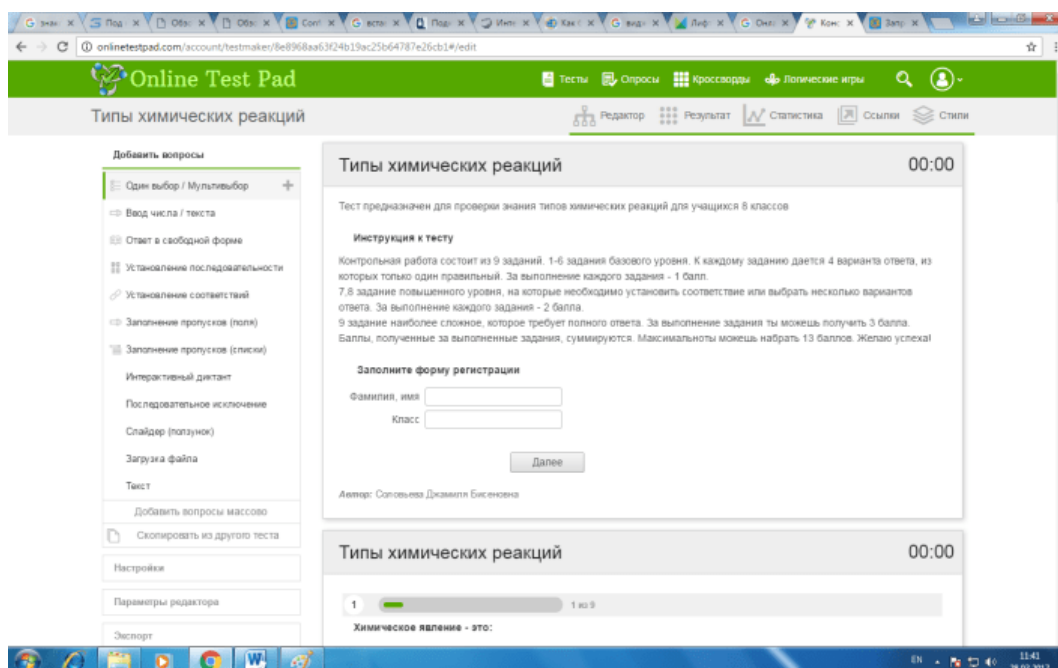 onlinetestpad.com/account/testmaker/8e8968aa63f24b19ac25b64787e26cb1#/edit
Online Test Pad
Тесты
Опросы
Кроссворды
Логические игры
Типы химических реакций
Редактор
Результат
Статистика
Ссылки
Стили
Добавить вопросы
Один выбор / Мультивыбор
Ввод числа / текста
Ответ в свободной форме
Установление последовательности
Установление соответствий
Заполнение пропусков (поля)
Заполнение пропусков (списки)
Интерактивный диктант
Последовательное исключение
Слайдер (ползунок)
Загрузка файла
Текст
Добавить вопросы массово
Скопировать из другого теста
Настройки
Параметры редактора
Экспорт
Типы химических реакций
00:00
Тест предназначен для проверки знания типов химических реакций для учащихся 8 классов
Инструкция к тесту
Контрольная работа состоит из 9 заданий. 1-6 задания базового уровня. К каждому заданию дается 4 варианта ответа, из
которых только один правильный. За выполнение каждого задания - 1 балл.
7,8 задание повышенного уровня, на которые необходимо установить соответствие или выбрать несколько вариантов
ответа. За выполнение каждого задания - 2 балла.
9 задание наиболее сложное, которое требует полного ответа. За выполнение задания ты можешь получить 3 балла.
Баллы, полученные за выполненные задания, суммируются. Максимальноты можешь набрать 13 баллов. Желаю успеха!
Заполните форму регистрации
Фамилия, имя
Класс
Далее
Автор: Соловьева Джамиля Бисеновна
Типы химических реакций
00:00
1
1 из 9
Химическое явление - это:
EN
11:41